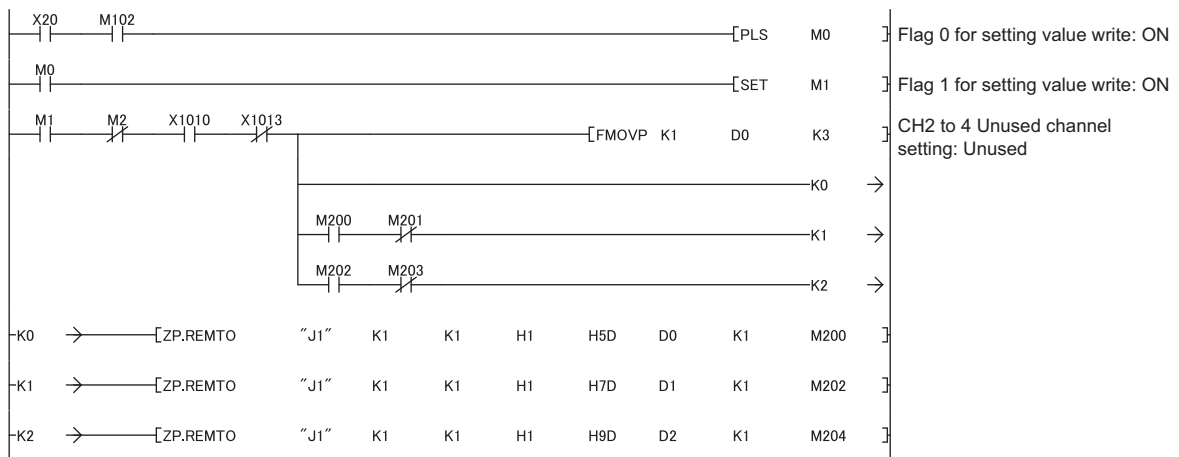 X20 M102
[PLS M0 ] Flag 0 for setting value write: ON
M0
[SET M1 ] Flag 1 for setting value write: ON
M1 M2 X1010 X1013
[FMOVP K1 D0 K3 ] CH2 to 4 Unused channel
setting: Unused
K0
M200 M201
K1
M202 M203
K2
K0 [ZP.REMTO "J1" K1 K1 H1 H5D D0 K1 M200 ]
K1 [ZP.REMTO "J1" K1 K1 H1 H7D D1 K1 M202 ]
K2 [ZP.REMTO "J1" K1 K1 H1 H9D D2 K1 M204 ]